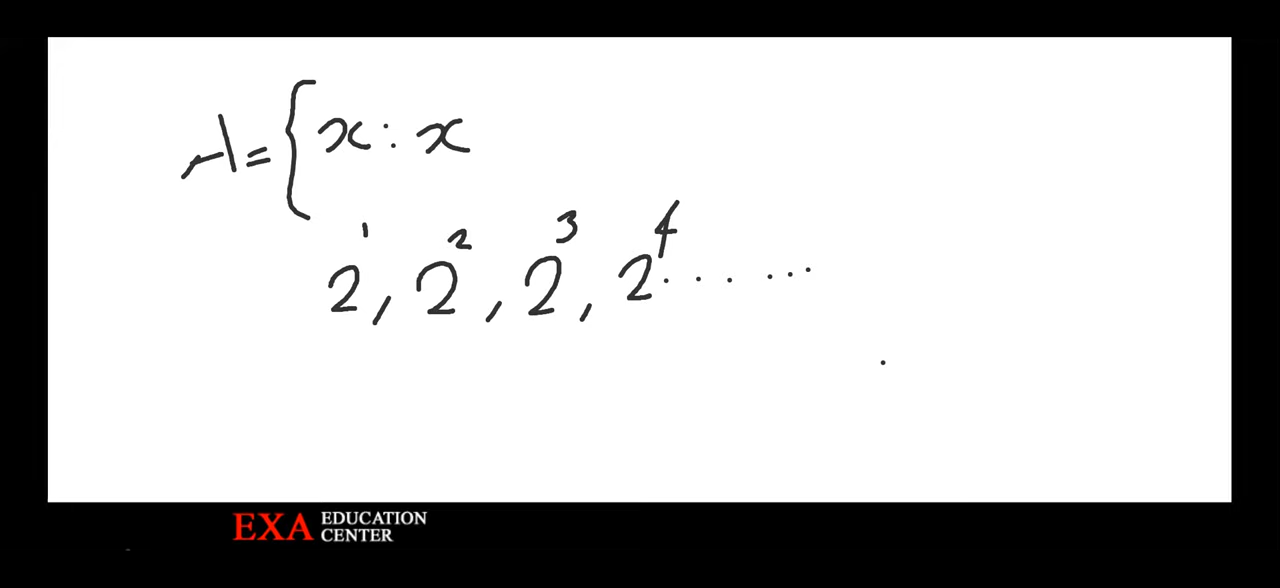 A = { x : x
2¹, 2², 2³, 2⁴ . . . . . .
EXA EDUCATION
CENTER